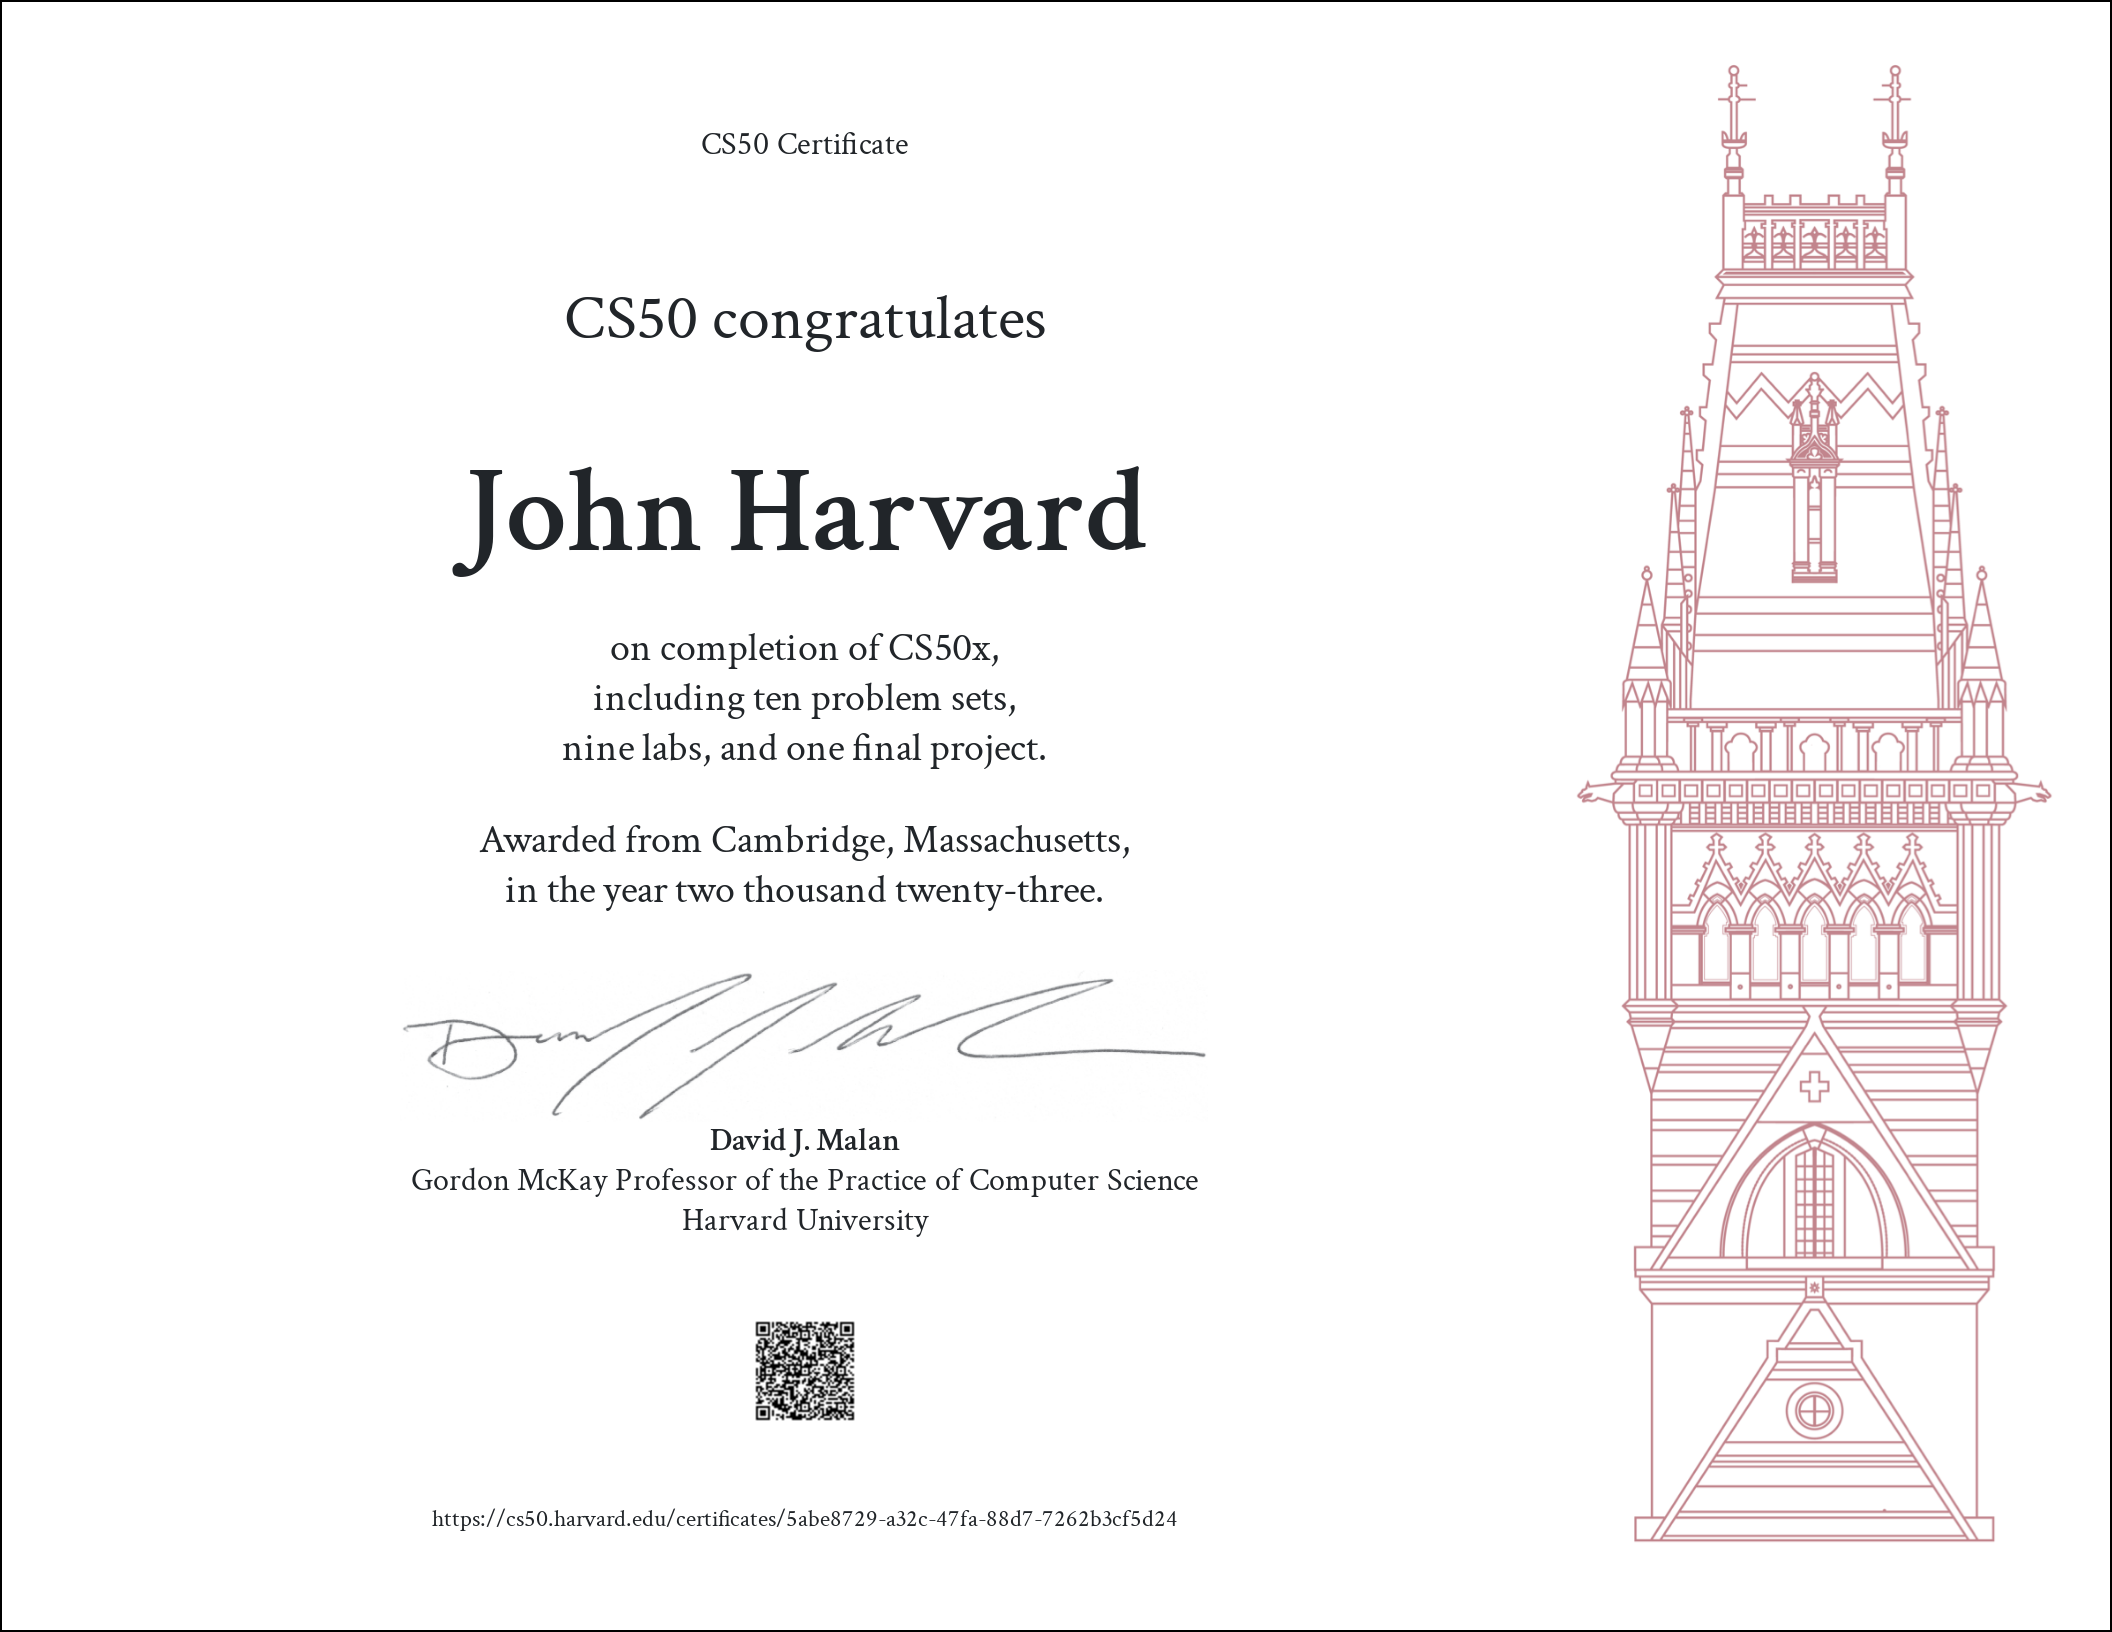 CS50 Certificate
CS50 congratulates
John Harvard
on completion of CS50x,
including ten problem sets,
nine labs, and one final project.
Awarded from Cambridge, Massachusetts,
in the year two thousand twenty-three.
David J. Malan
Gordon McKay Professor of the Practice of Computer Science
Harvard University
https://cs50.harvard.edu/certificates/5abe8729-a32c-47fa-88d7-7262b3cf5d24